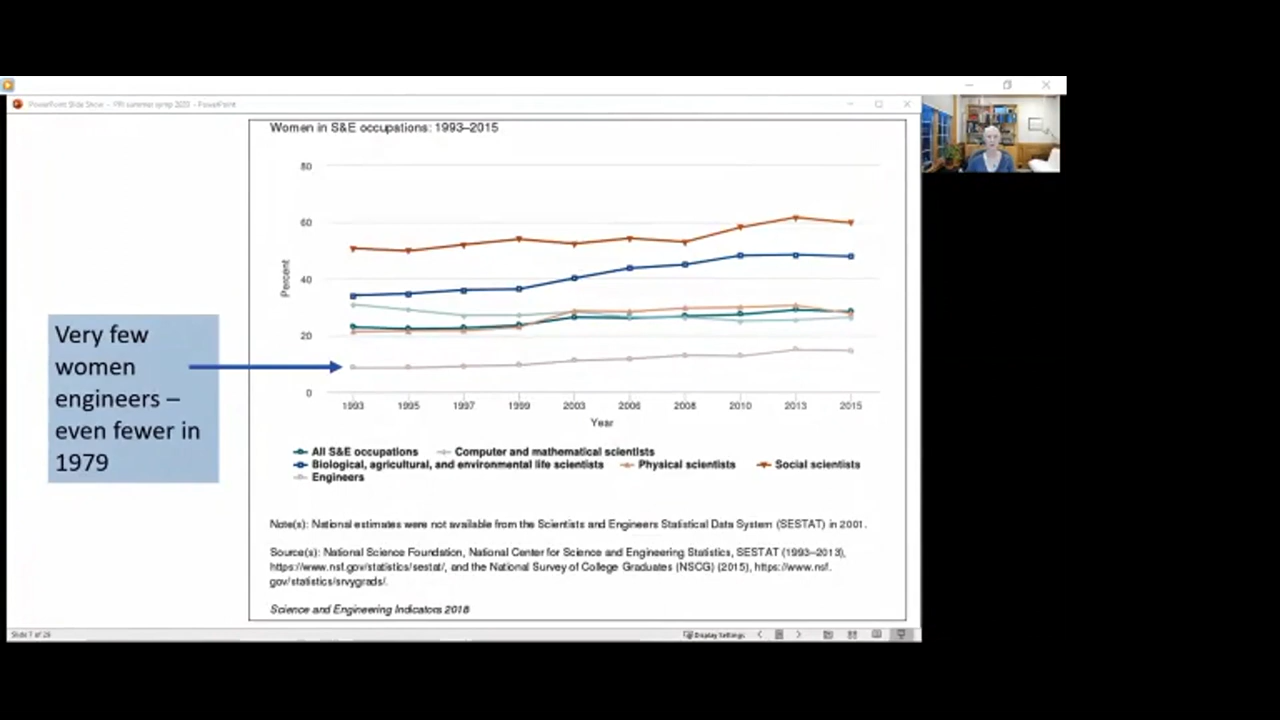 PowerPoint Slide Show - PRI summer symp 2020 - PowerPoint
Women in S&E occupations: 1993–2015
80
60
40
20
0
Percent
1993 1995 1997 1999 2003 2006 2008 2010 2013 2015
Year
Very few
women
engineers –
even fewer in
1979
All S&E occupations Computer and mathematical scientists
Biological, agricultural, and environmental life scientists Physical scientists Social scientists
Engineers
Note(s): National estimates were not available from the Scientists and Engineers Statistical Data System (SESTAT) in 2001.
Source(s): National Science Foundation, National Center for Science and Engineering Statistics, SESTAT (1993–2013),
https://www.nsf.gov/statistics/sestat/, and the National Survey of College Graduates (NSCG) (2015), https://www.nsf.
gov/statistics/srvygrads/.
Science and Engineering Indicators 2018
Slide 7 of 26
Display Settings